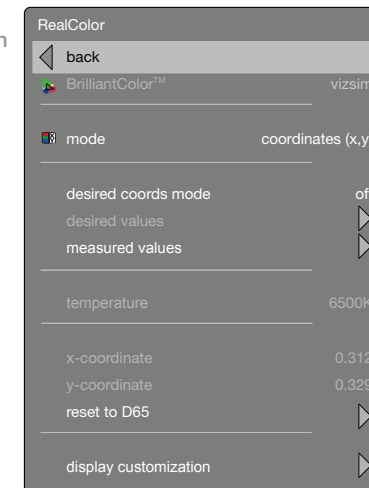 RealColor
back
BrilliantColor™ vizsim
mode coordinates (x,y
desired coords mode
desired values
measured values
temperature 6500K
x-coordinate 0.312
y-coordinate 0.329
reset to D65
display customization